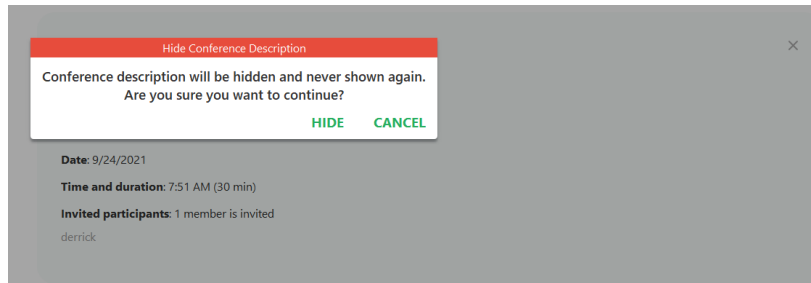 Hide Conference Description
Conference description will be hidden and never shown again.
Are you sure you want to continue?
HIDE CANCEL
Date: 9/24/2021
Time and duration: 7:51 AM (30 min)
Invited participants: 1 member is invited
derrick